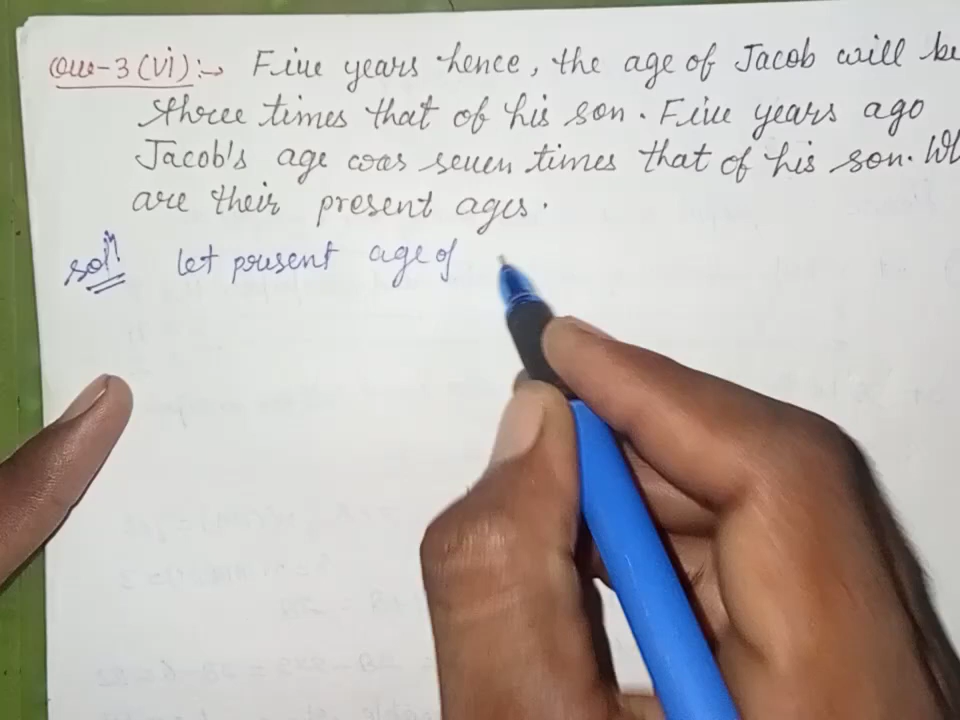 Que-3(vi):→ Five years hence, the age of Jacob will be
three times that of his son. Five years ago
Jacob's age was seven times that of his son.
are their present ages.
Solⁿ let present age of